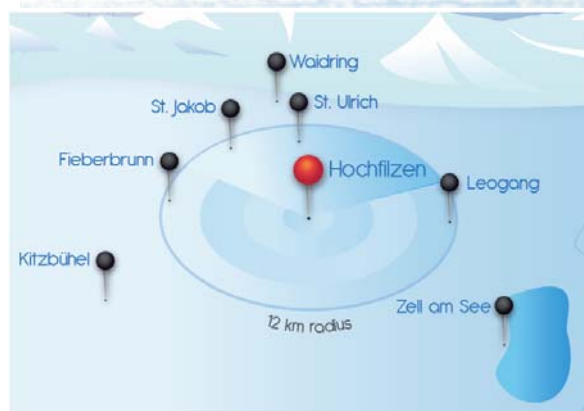 Waidring
St. Jakob
St. Ulrich
Fieberbrunn
Hochfilzen
Leogang
Kitzbühel
Zell am See
12 km radius